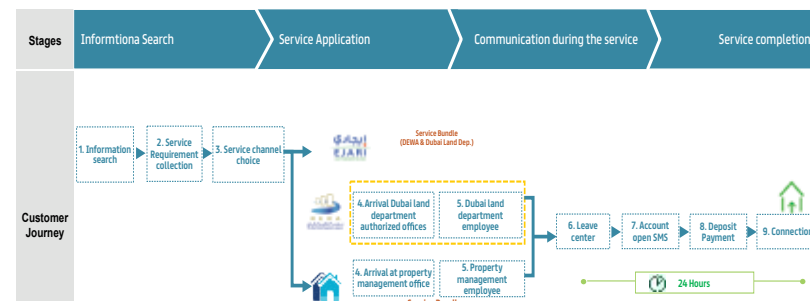 Stages
Informtiona Search
Service Application
Communication during the service
Service completion
Customer
Journey
1. Information
search
2. Service
Requirement
collection
3. Service channel
choice
إيجاري
EJARI
Service Bundle
(DEWA & Dubai Land Dep.)
4.Arrival Dubai land
department
authorized offices
5. Dubai land
department
employee
4. Arrival at property
management office
5. Property
management
employee
6. Leave
center
7. Account
open SMS
8. Deposit
Payment
9. Connection
24 Hours